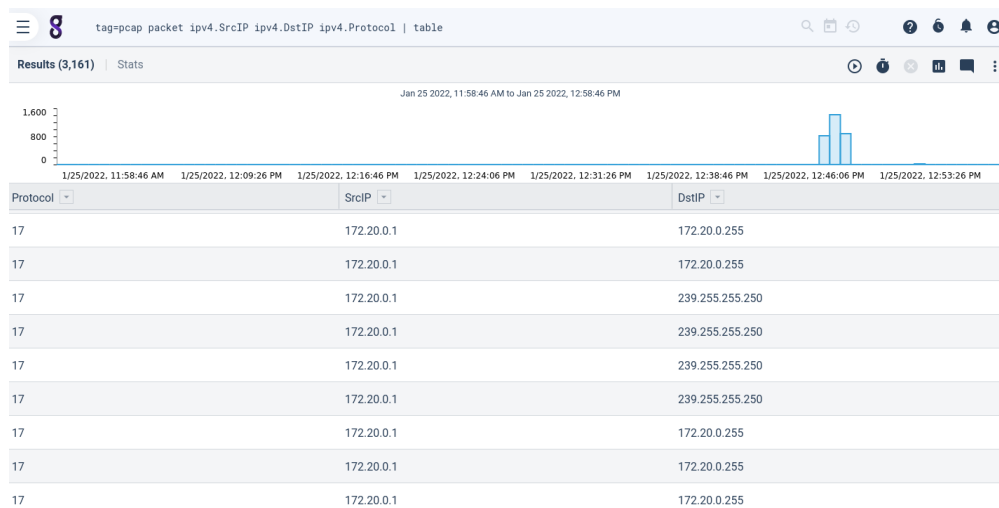 tag=pcap packet ipv4.SrcIP ipv4.DstIP ipv4.Protocol | table
Results (3,161) | Stats
Jan 25 2022, 11:58:46 AM to Jan 25 2022, 12:58:46 PM
1,600
800
0
1/25/2022, 11:58:46 AM 1/25/2022, 12:09:26 PM 1/25/2022, 12:16:46 PM 1/25/2022, 12:24:06 PM 1/25/2022, 12:31:26 PM 1/25/2022, 12:38:46 PM 1/25/2022, 12:46:06 PM 1/25/2022, 12:53:26 PM
Protocol SrcIP DstIP
17 172.20.0.1 172.20.0.255
17 172.20.0.1 172.20.0.255
17 172.20.0.1 239.255.255.250
17 172.20.0.1 239.255.255.250
17 172.20.0.1 239.255.255.250
17 172.20.0.1 239.255.255.250
17 172.20.0.1 172.20.0.255
17 172.20.0.1 172.20.0.255
17 172.20.0.1 172.20.0.255